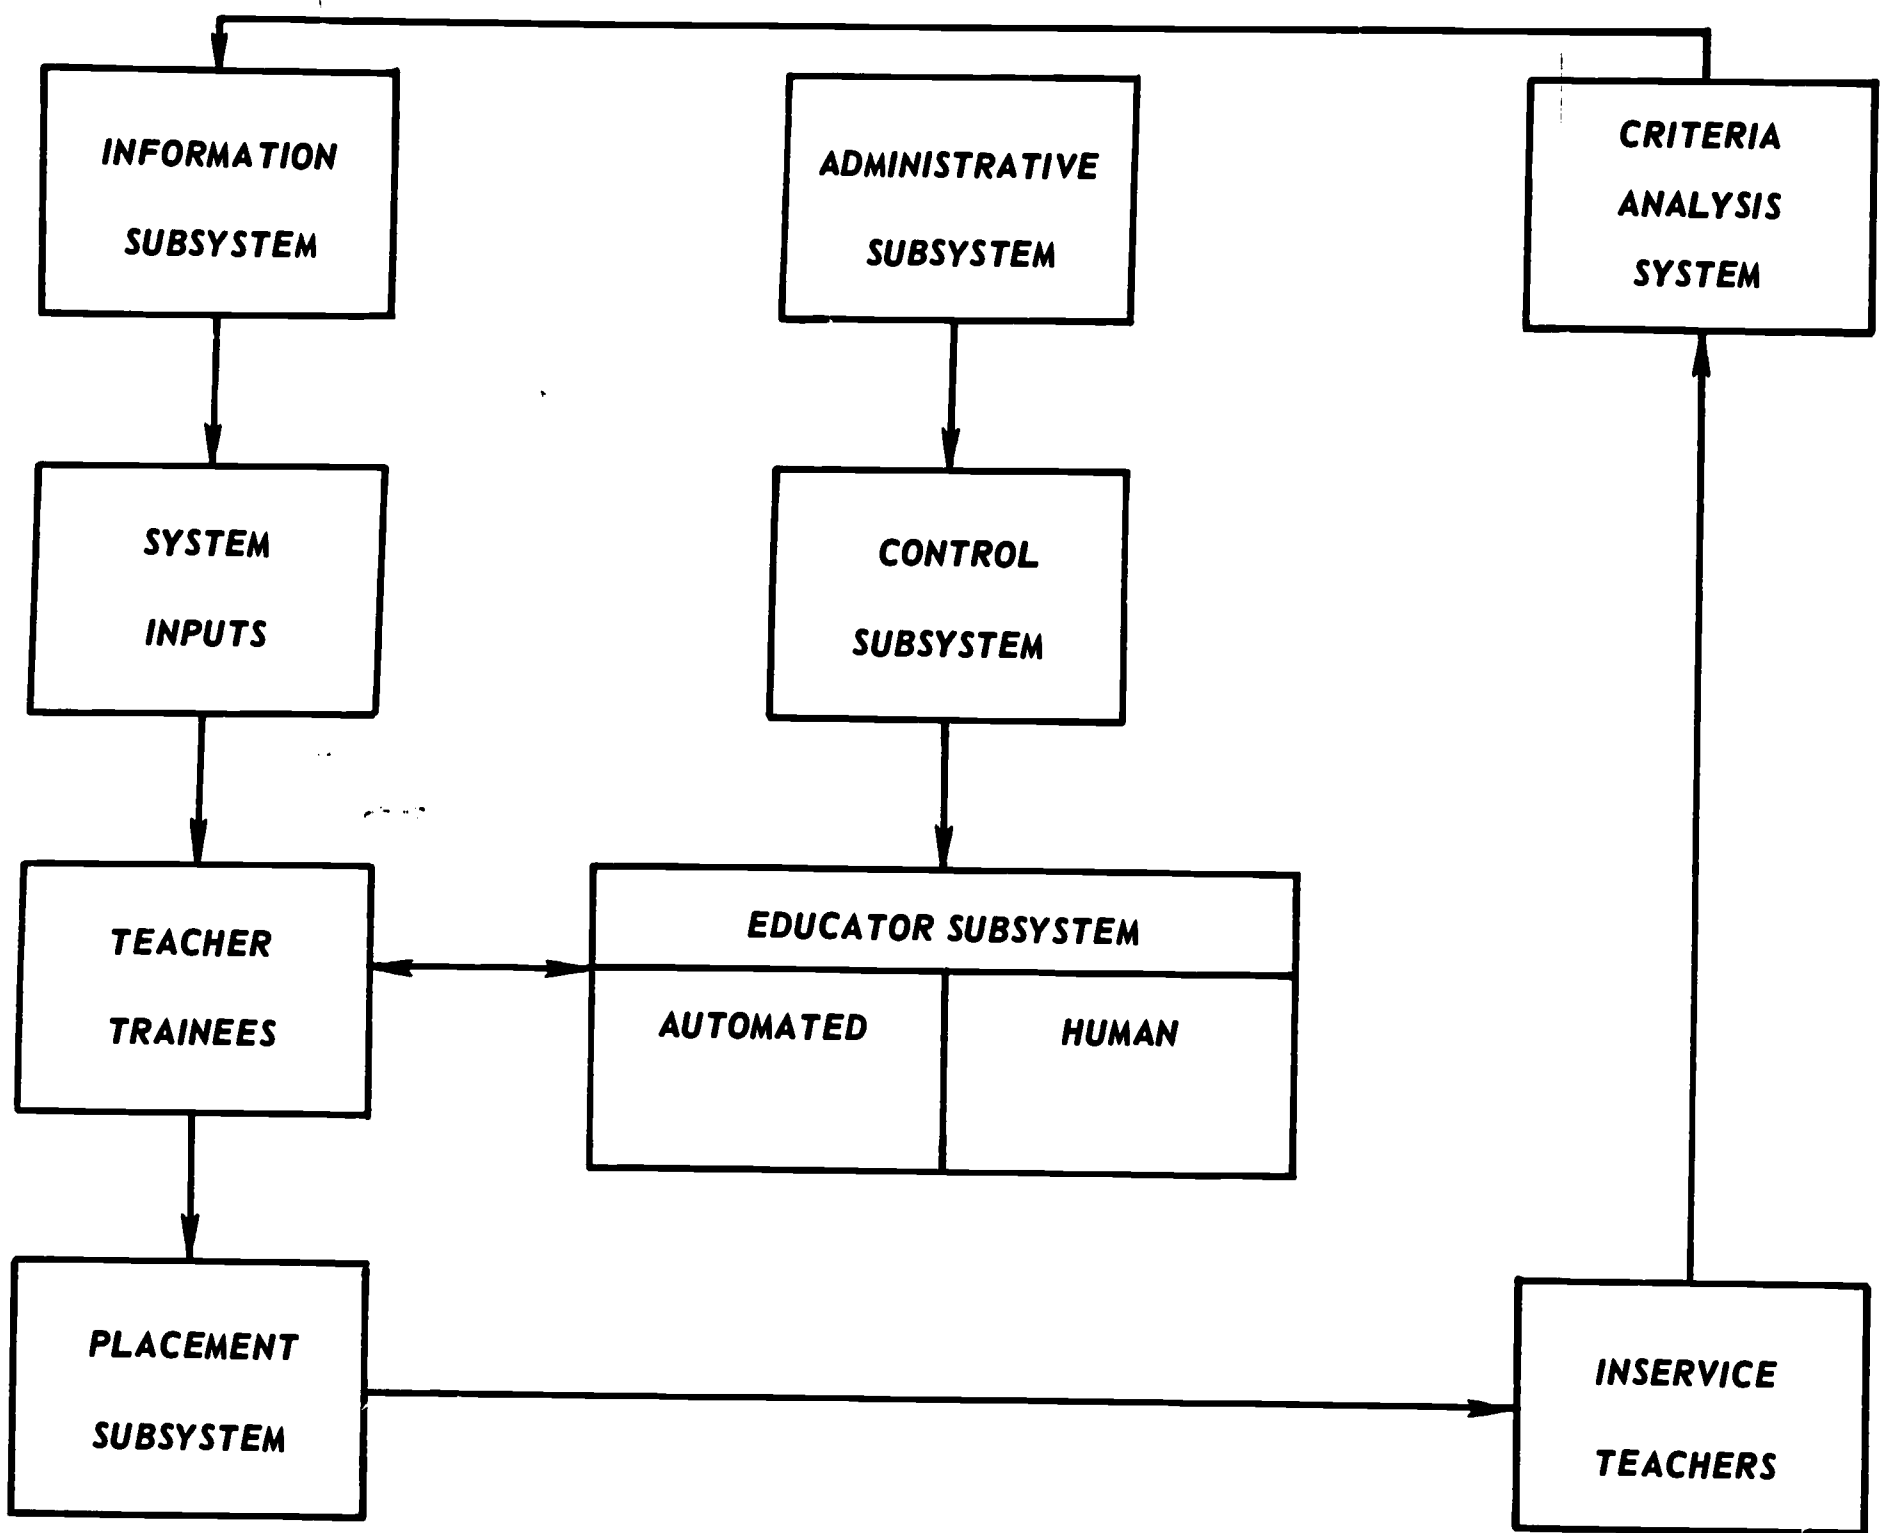 INFORMATION
SUBSYSTEM
ADMINISTRATIVE
SUBSYSTEM
CRITERIA
ANALYSIS
SYSTEM
SYSTEM
INPUTS
CONTROL
SUBSYSTEM
TEACHER
TRAINEES
EDUCATOR SUBSYSTEM
AUTOMATED
HUMAN
PLACEMENT
SUBSYSTEM
INSERVICE
TEACHERS